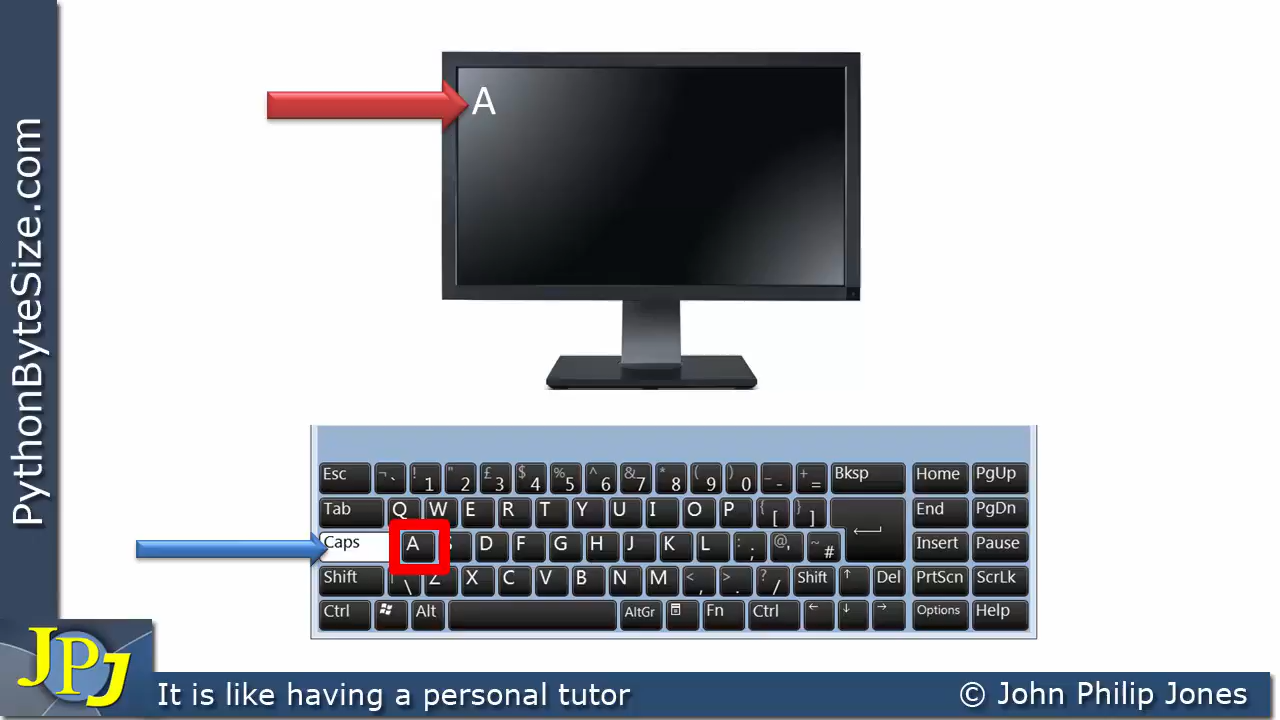 PythonByteSize.com
A
Esc ¬ ` ! 1 " 2 £ 3 $ 4 % 5 ^ 6 & 7 * 8 ( 9 ) 0 _ - + = Bksp Home PgUp
Tab Q W E R T Y U I O P { [ } ] End PgDn
Caps A S D F G H J K L : ; @ ' ~ # Insert Pause
Shift | \ Z X C V B N M < , > . ? / Shift ↑ Del PrtScn ScrLk
Ctrl Alt AltGr Fn Ctrl ← ↓ → Options Help
JPJ
It is like having a personal tutor
© John Philip Jones